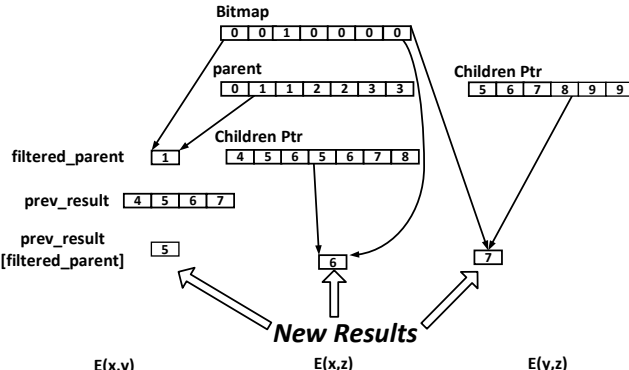 Bitmap
0 0 1 0 0 0 0
parent
0 1 1 2 2 3 3
Children Ptr
5 6 7 8 9 9
Children Ptr
4 5 6 5 6 7 8
filtered_parent
1
prev_result
4 5 6 7
prev_result
[filtered_parent]
5
6
7
New Results
E(x,y)
E(x,z)
E(y,z)